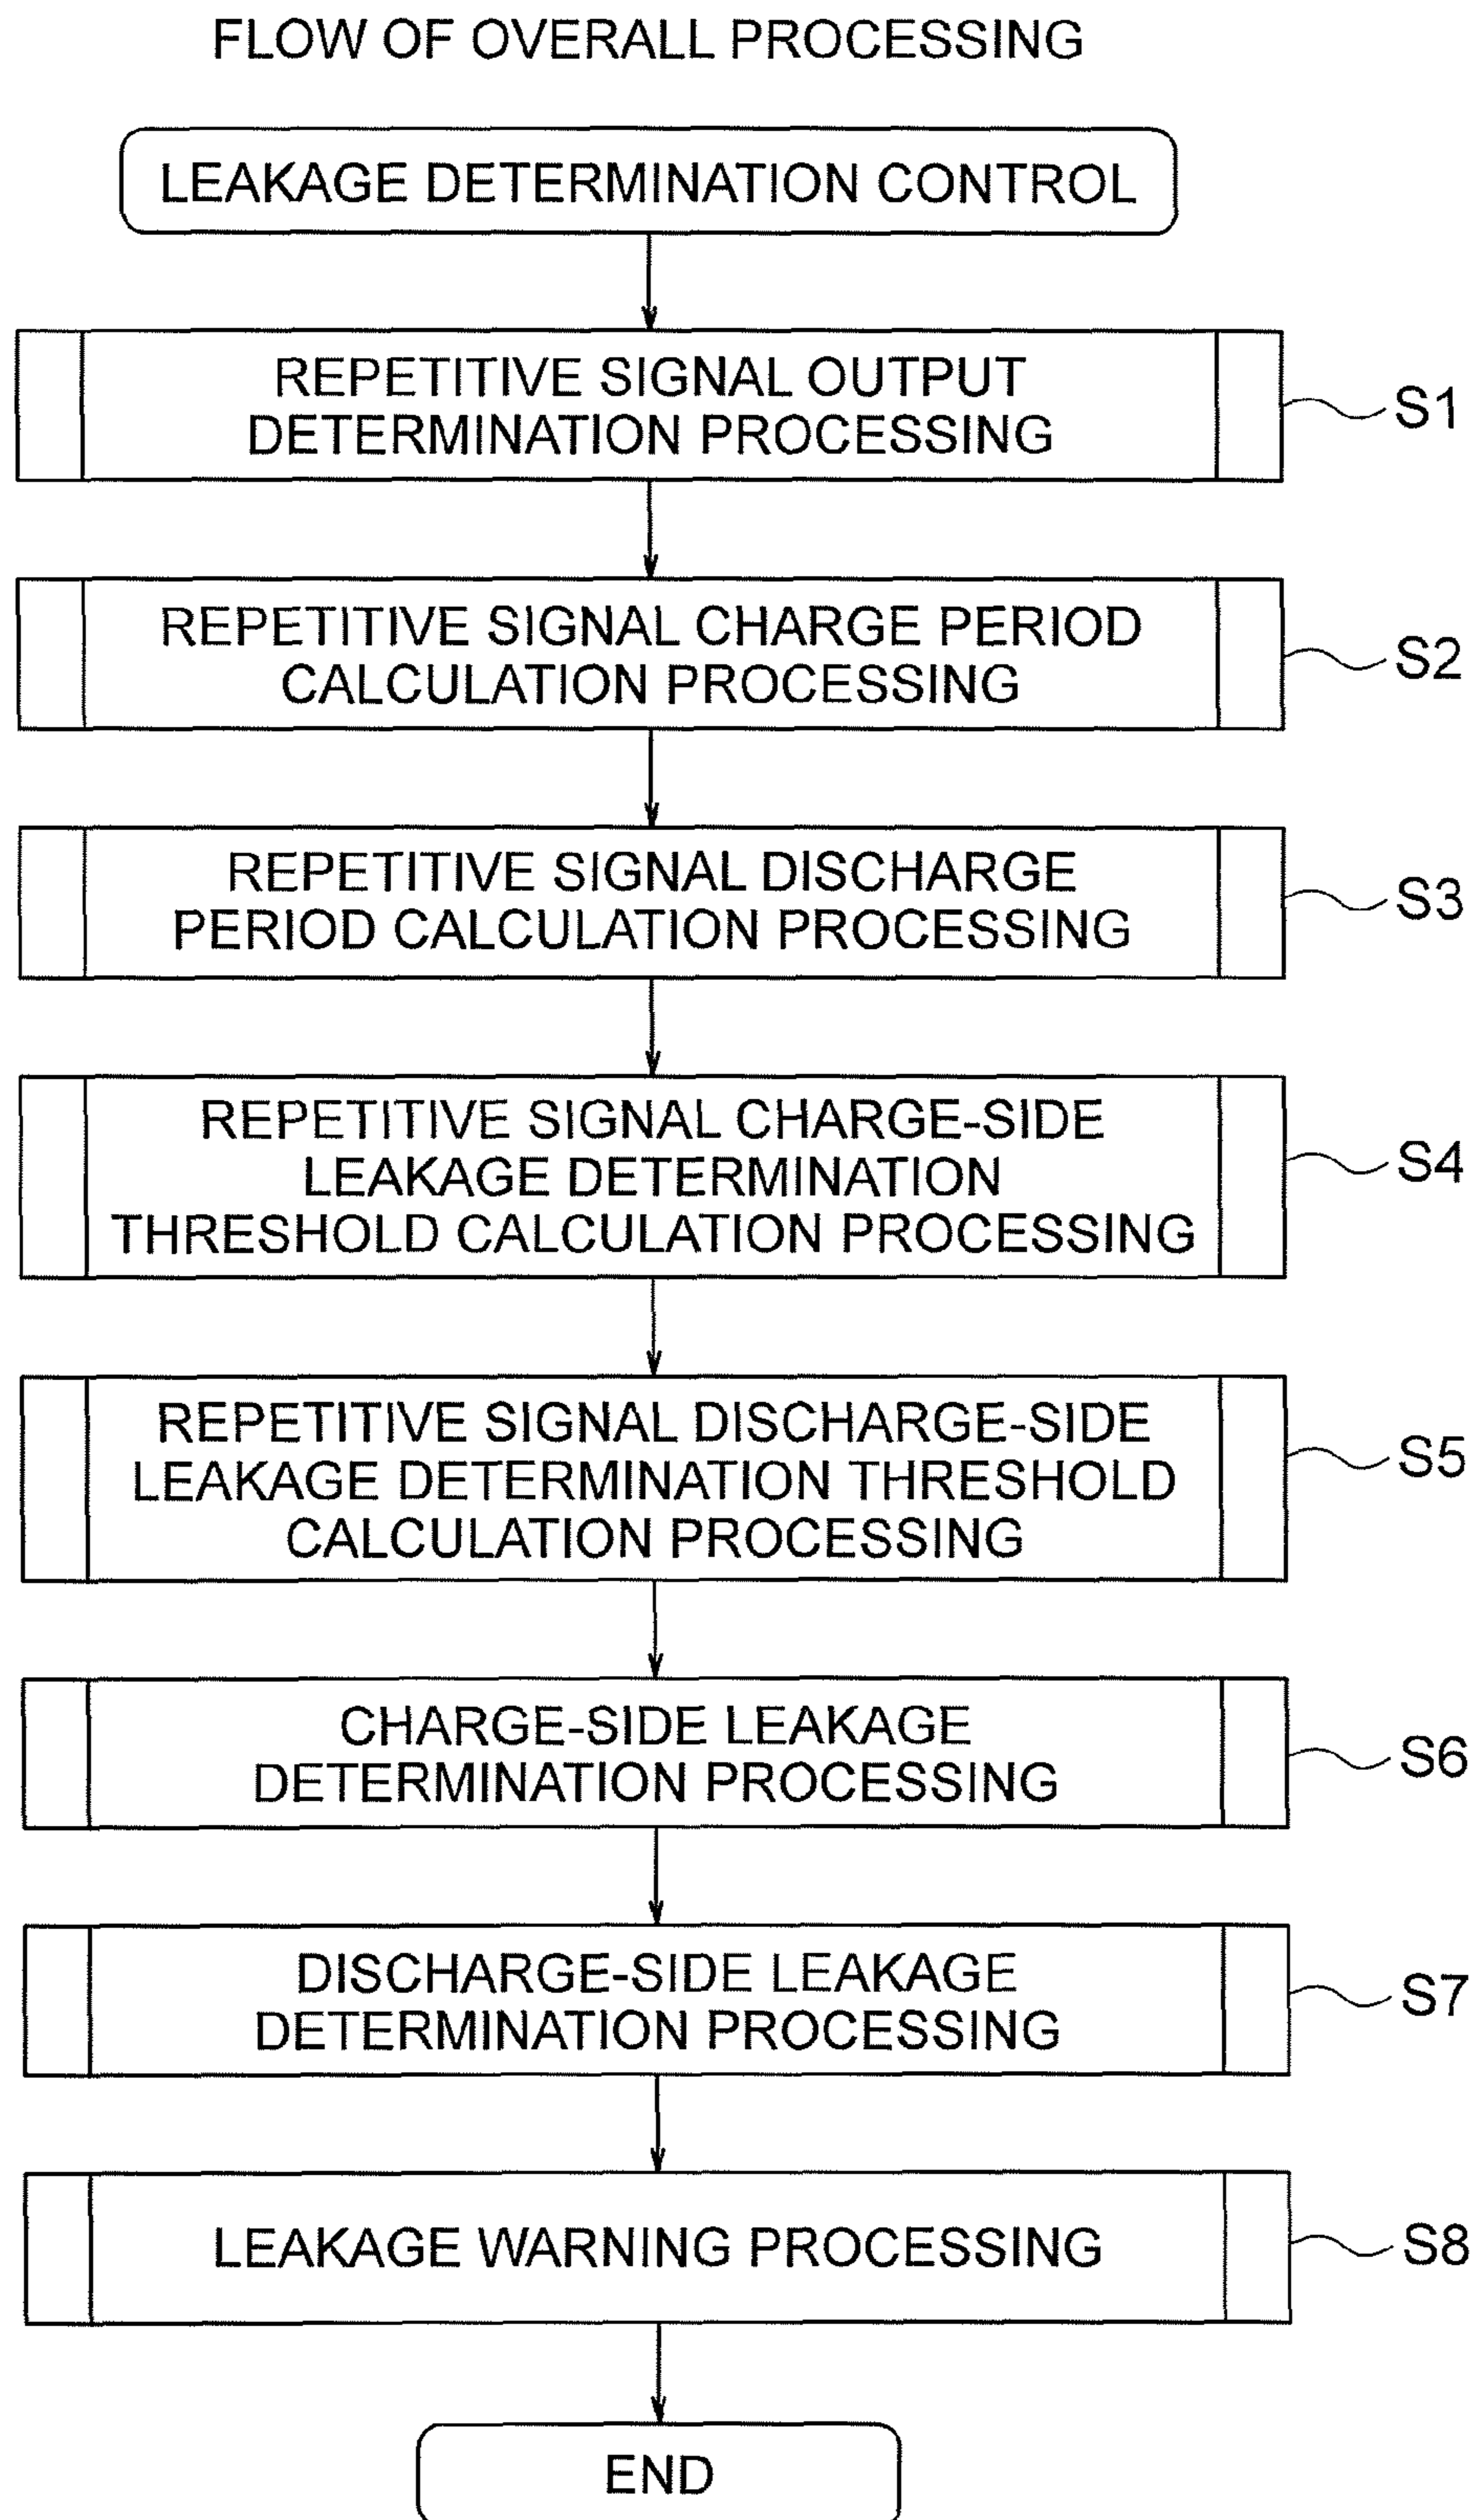 FLOW OF OVERALL PROCESSING
LEAKAGE DETERMINATION CONTROL
REPETITIVE SIGNAL OUTPUT
DETERMINATION PROCESSING
S1
REPETITIVE SIGNAL CHARGE PERIOD
CALCULATION PROCESSING
S2
REPETITIVE SIGNAL DISCHARGE
PERIOD CALCULATION PROCESSING
S3
REPETITIVE SIGNAL CHARGE-SIDE
LEAKAGE DETERMINATION
THRESHOLD CALCULATION PROCESSING
S4
REPETITIVE SIGNAL DISCHARGE-SIDE
LEAKAGE DETERMINATION THRESHOLD
CALCULATION PROCESSING
S5
CHARGE-SIDE LEAKAGE
DETERMINATION PROCESSING
S6
DISCHARGE-SIDE LEAKAGE
DETERMINATION PROCESSING
S7
LEAKAGE WARNING PROCESSING
S8
END